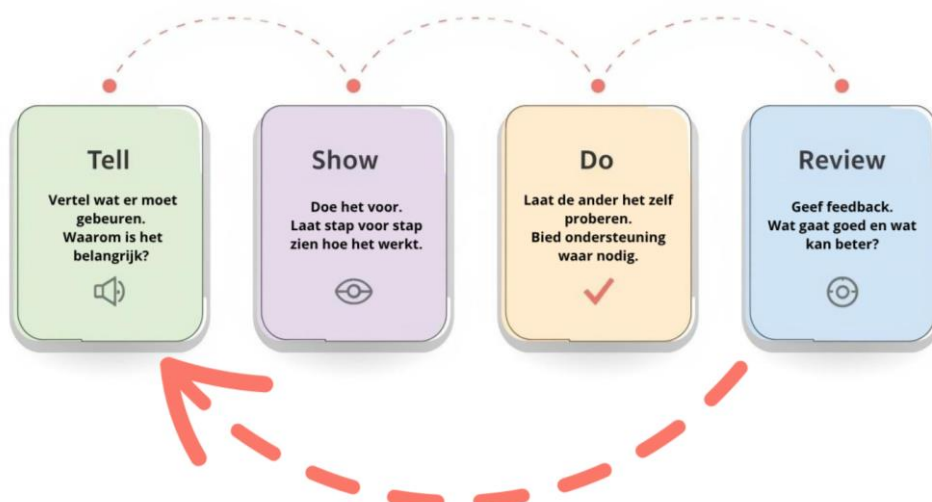 Tell
Vertel wat er moet
gebeuren.
Waarom is het
belangrijk?
Show
Doe het voor.
Laat stap voor stap
zien hoe het werkt.
Do
Laat de ander het zelf
proberen.
Bied ondersteuning
waar nodig.
Review
Geef feedback.
Wat gaat goed en wat
kan beter?